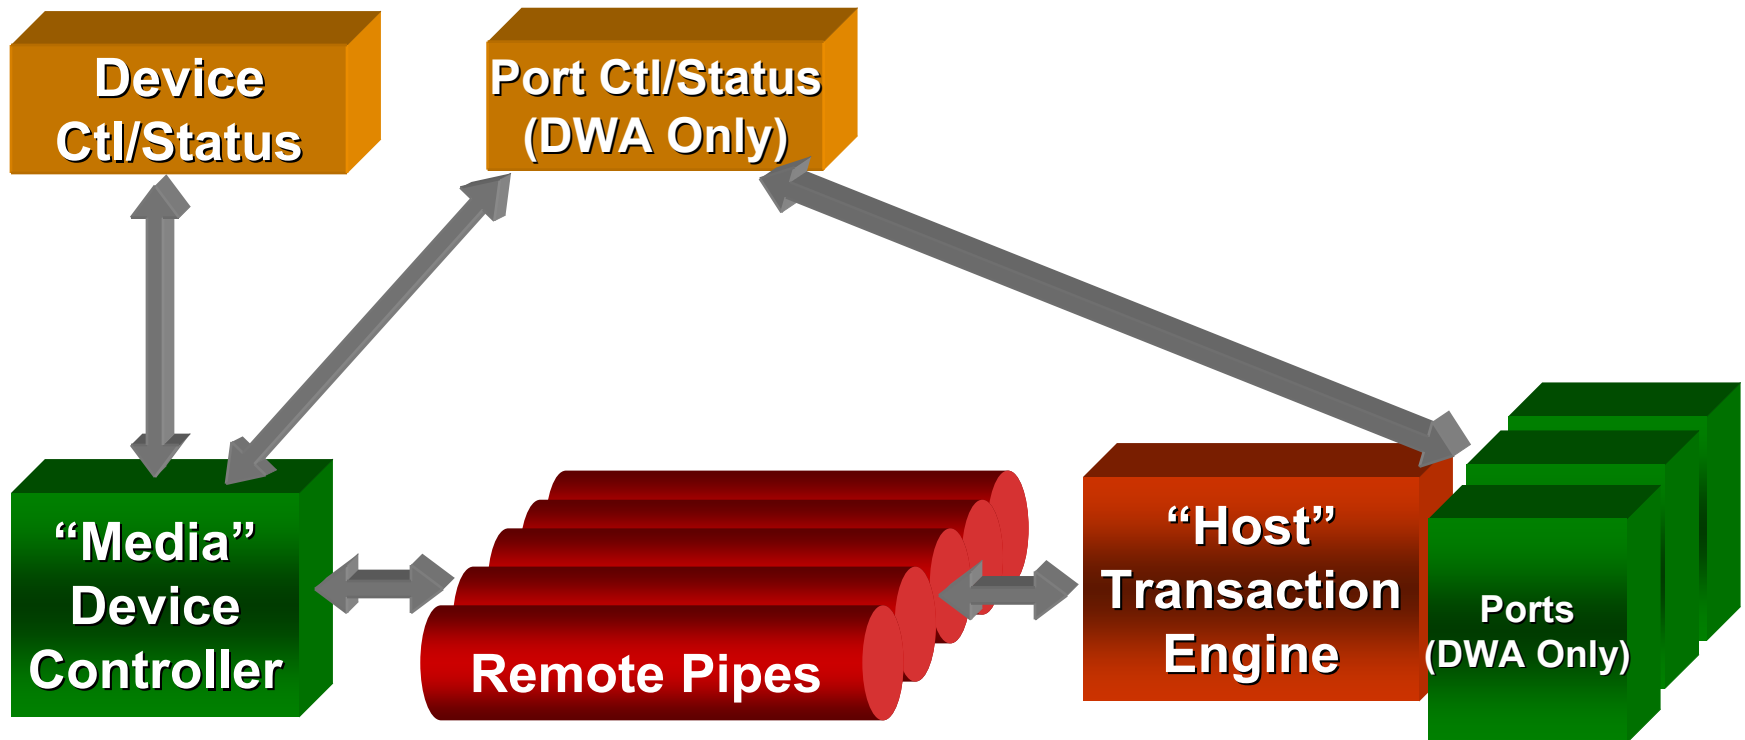 Device
Ctl/Status
Port Ctl/Status
(DWA Only)
“Media”
Device
Controller
Remote Pipes
“Host”
Transaction
Engine
Ports
(DWA Only)